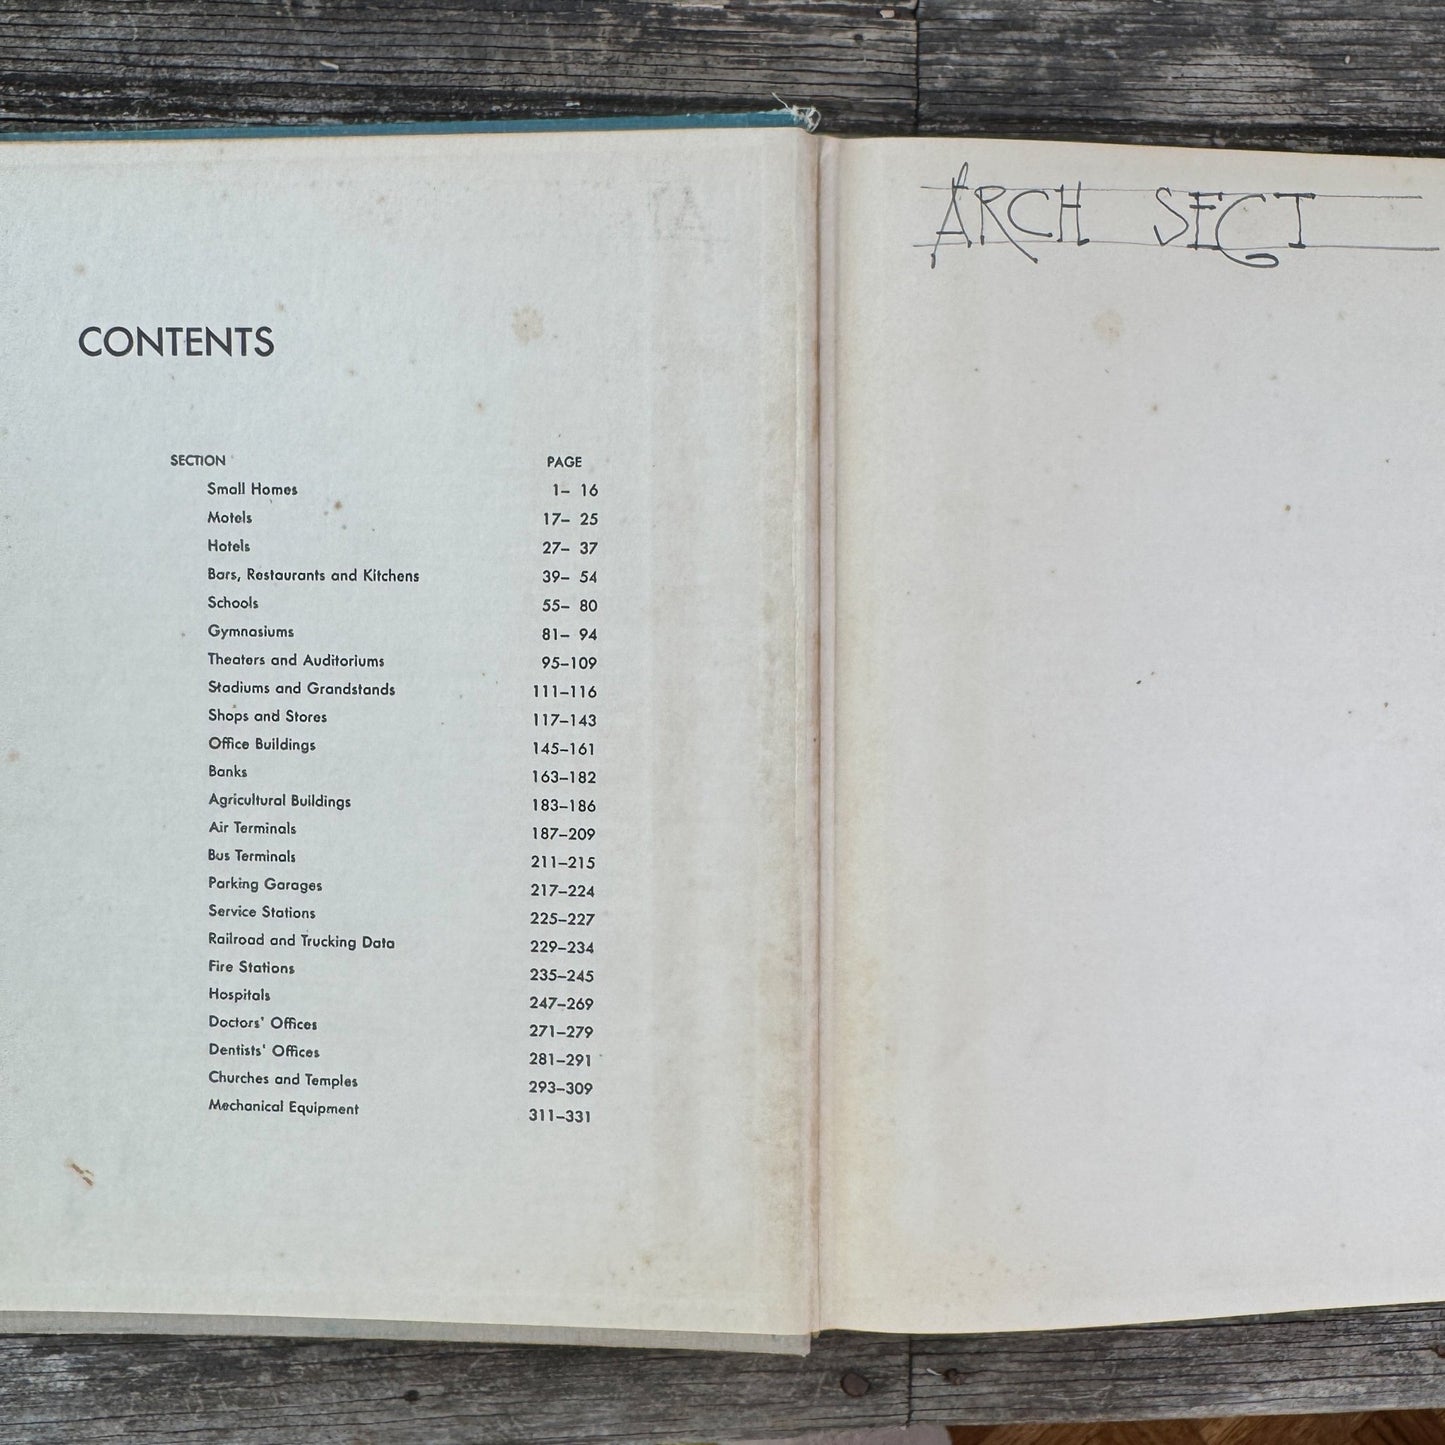 CONTENTS
SECTION PAGE
Small Homes 1– 16
Motels 17– 25
Hotels 27– 37
Bars, Restaurants and Kitchens 39– 54
Schools 55– 80
Gymnasiums 81– 94
Theaters and Auditoriums 95–109
Stadiums and Grandstands 111–116
Shops and Stores 117–143
Office Buildings 145–161
Banks 163–182
Agricultural Buildings 183–186
Air Terminals 187–209
Bus Terminals 211–215
Parking Garages 217–224
Service Stations 225–227
Railroad and Trucking Data 229–234
Fire Stations 235–245
Hospitals 247–269
Doctors' Offices 271–279
Dentists' Offices 281–291
Churches and Temples 293–309
Mechanical Equipment 311–331
ARCH SECT